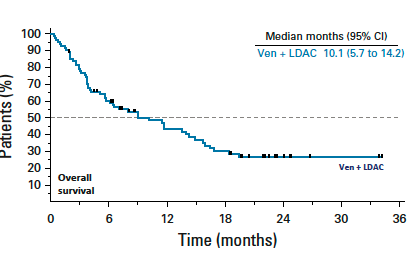 Median months (95% CI)
Ven + LDAC 10.1 (5.7 to 14.2)
Patients (%)
100
90
80
70
60
50
40
30
20
10
Overall
survival
Ven + LDAC
0 6 12 18 24 30 36
Time (months)